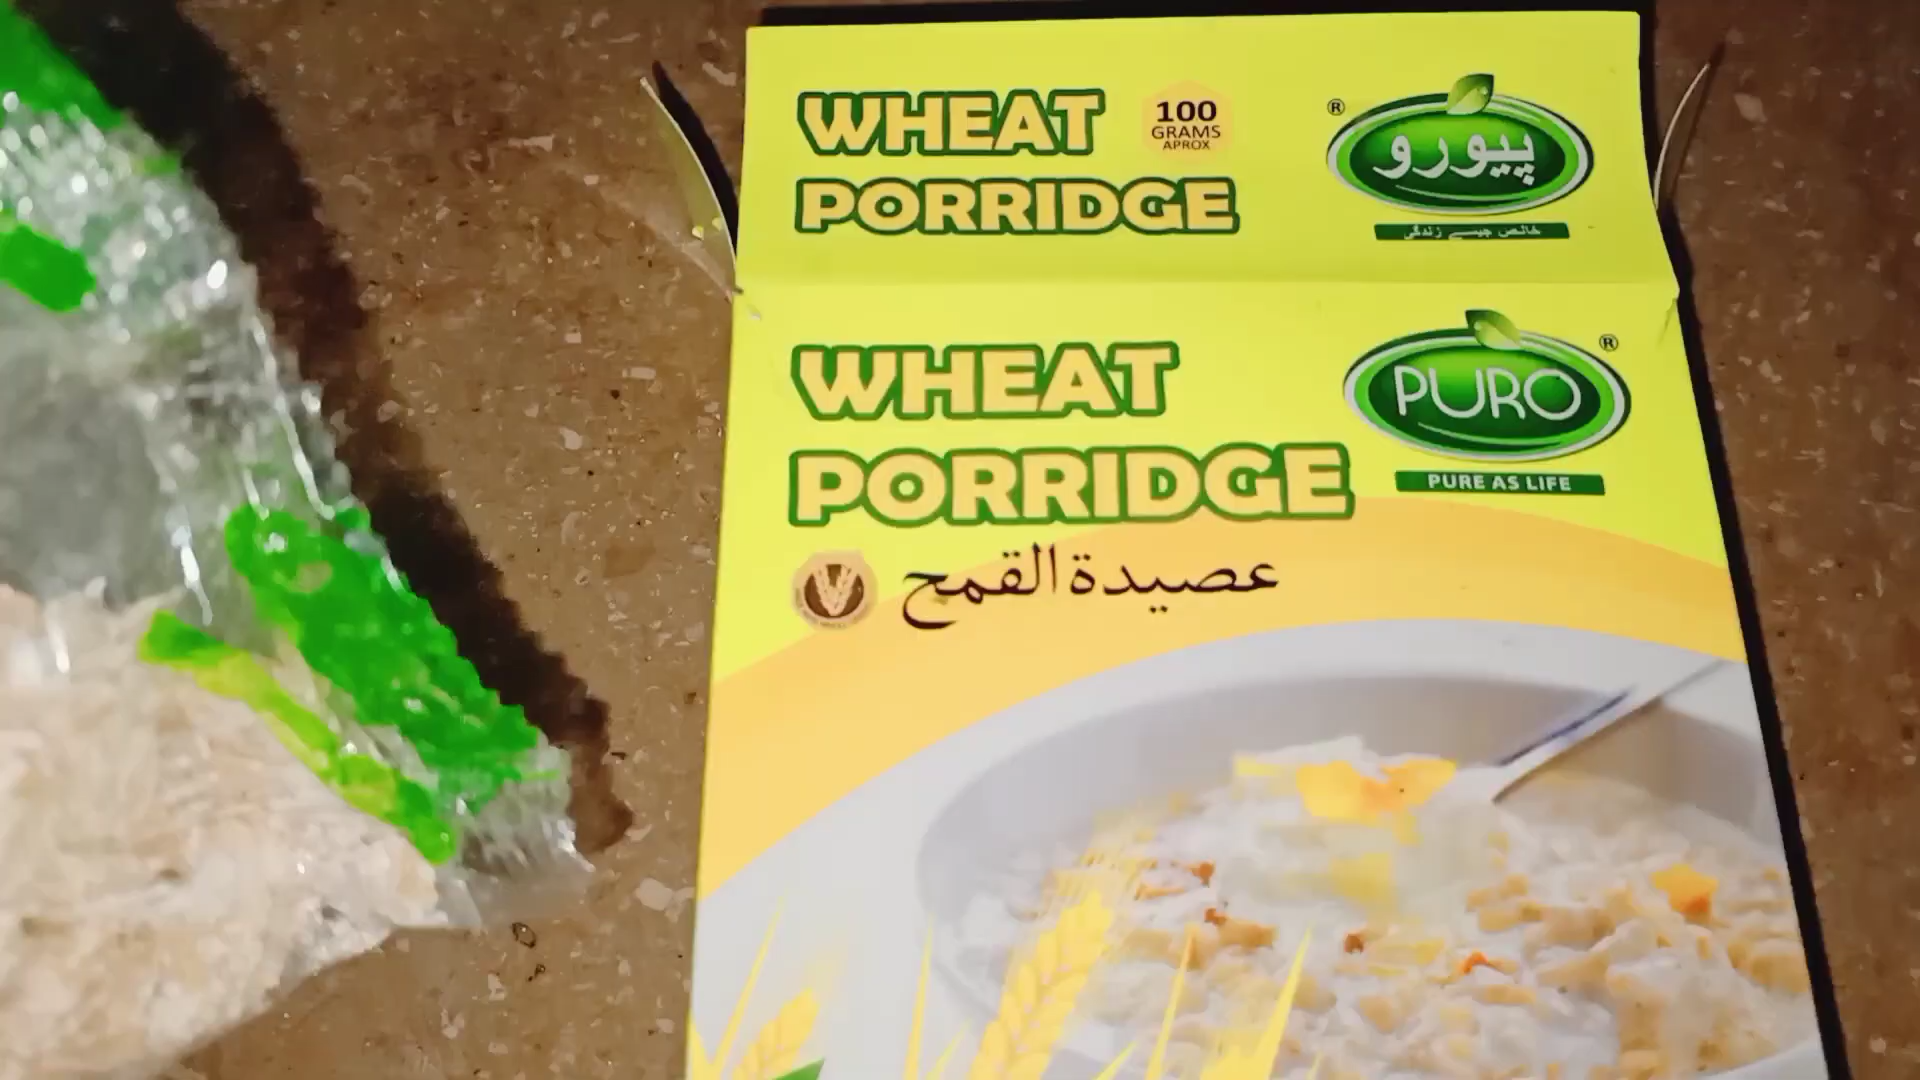 WHEAT
PORRIDGE
100
GRAMS
APROX
®
پیورو
خالص جیسے زندگی
WHEAT
PORRIDGE
®
PURO
PURE AS LIFE
عصيدة القمح